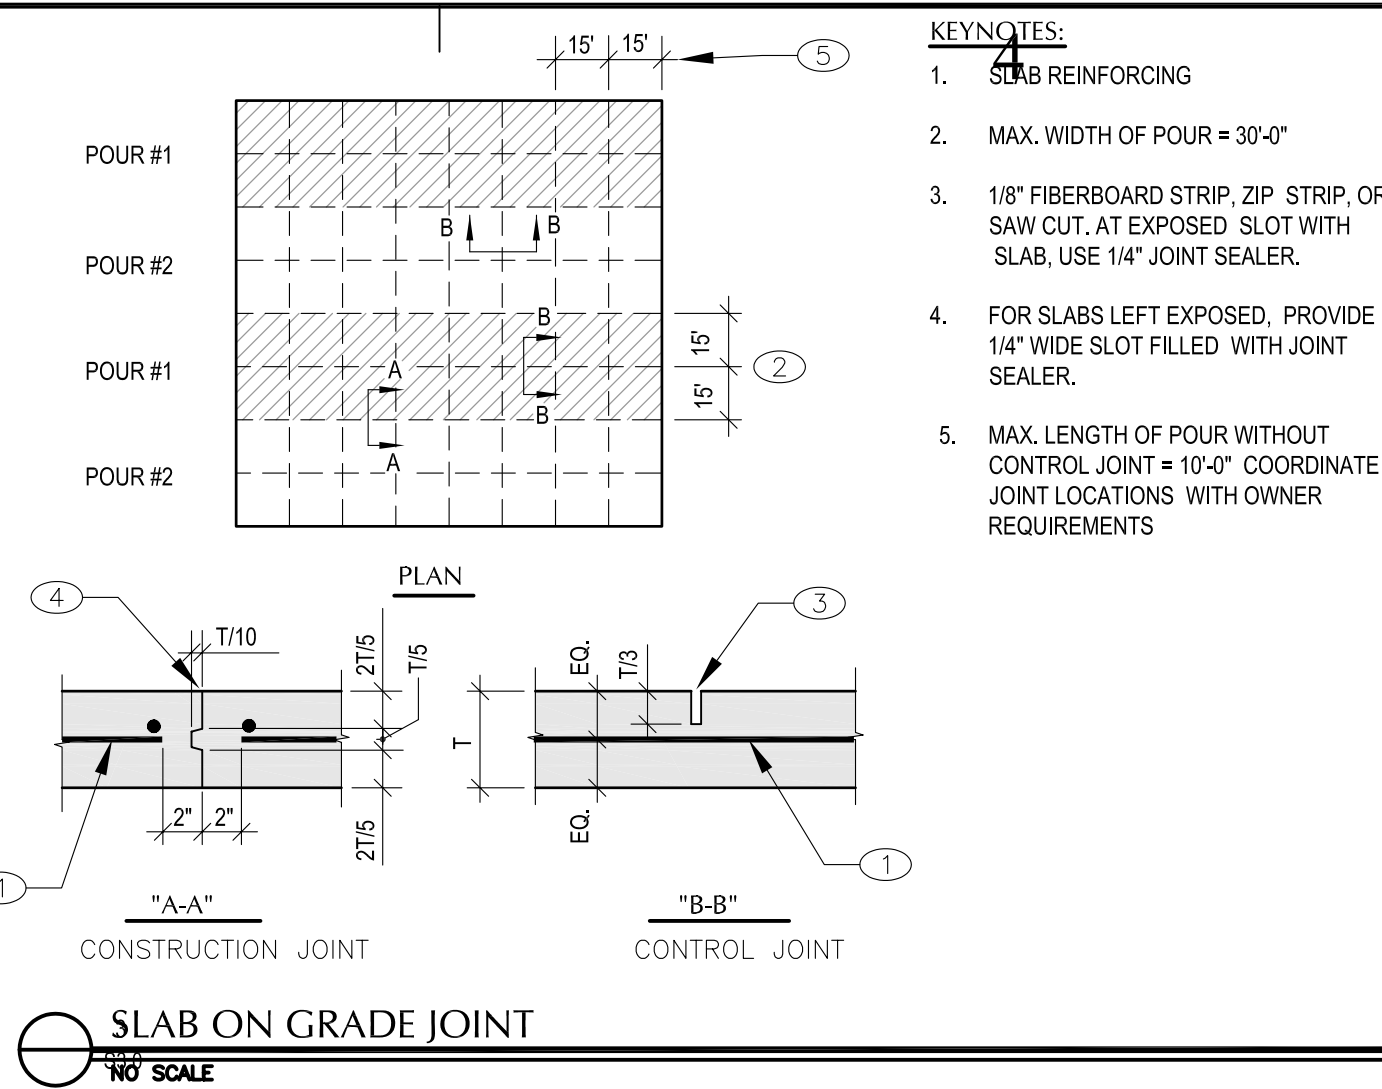 15' 15' 5
POUR #1
POUR #2
POUR #1
POUR #2
B B
B
B
A
A
15'
15'
2
PLAN
KEYNOTES:
4
1. SLAB REINFORCING
2. MAX. WIDTH OF POUR = 30'-0"
3. 1/8" FIBERBOARD STRIP, ZIP STRIP, OR
SAW CUT. AT EXPOSED SLOT WITH
SLAB, USE 1/4" JOINT SEALER.
4. FOR SLABS LEFT EXPOSED, PROVIDE
1/4" WIDE SLOT FILLED WITH JOINT
SEALER.
5. MAX. LENGTH OF POUR WITHOUT
CONTROL JOINT = 10'-0" COORDINATE
JOINT LOCATIONS WITH OWNER
REQUIREMENTS
4
T/10
2T/5
T/5
2" 2"
2T/5
1
"A-A"
CONSTRUCTION JOINT
3
EQ.
T/3
T
EQ.
1
"B-B"
CONTROL JOINT
SLAB ON GRADE JOINT
3
S3.0
NO SCALE